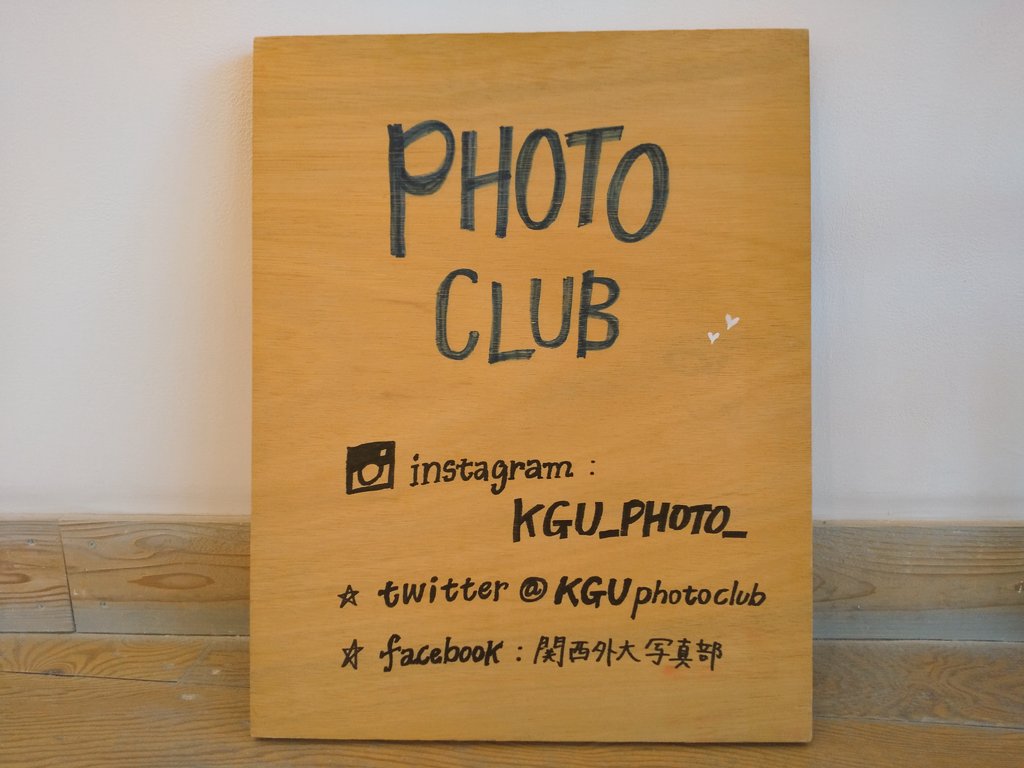 PHOTO
CLUB
instagram :
KGU_PHOTO_
☆ twitter @KGUphotoclub
☆ facebook : 関西外大写真部